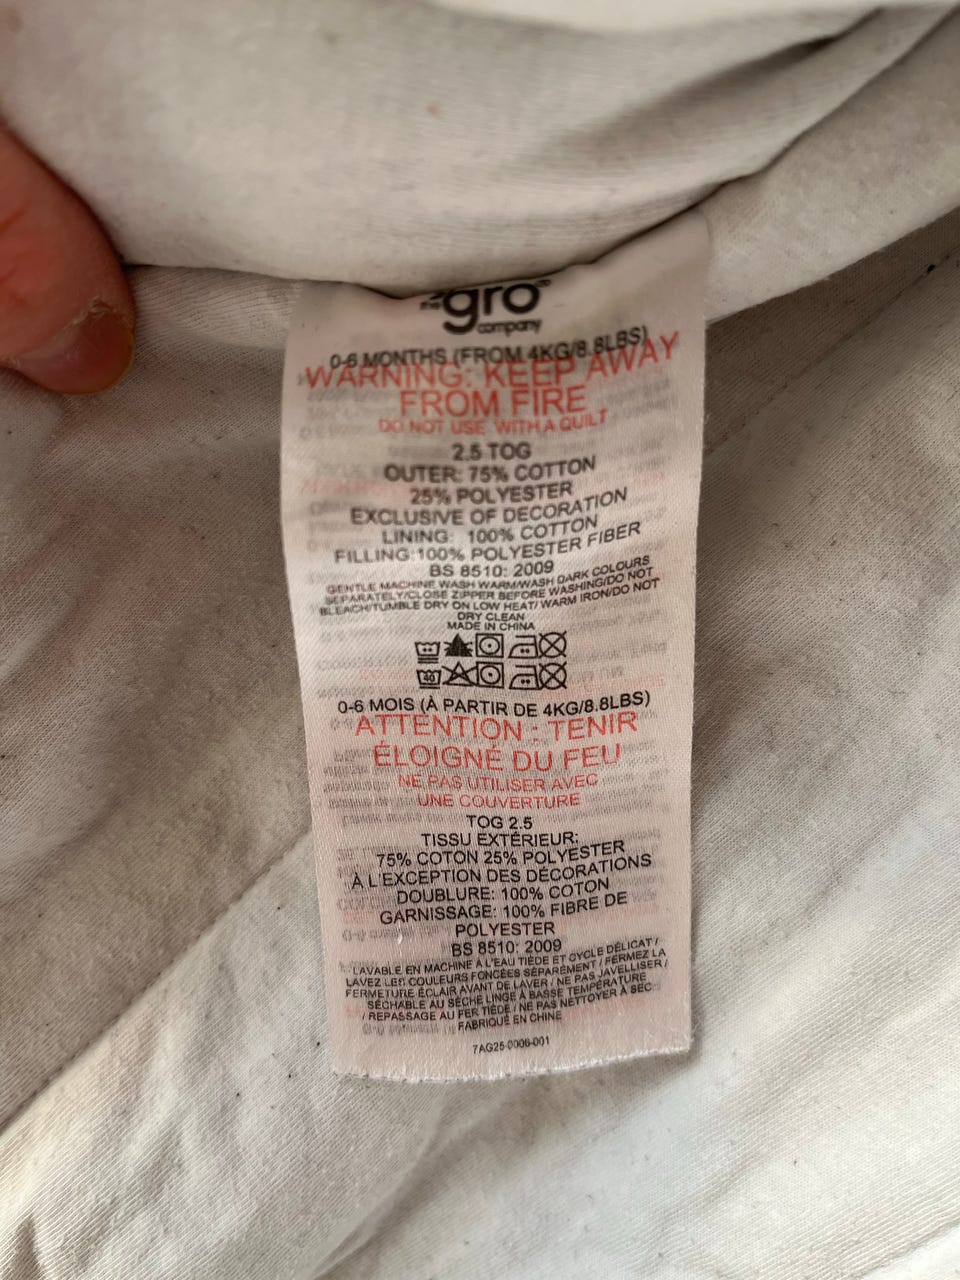 the
gro
company
0-6 MONTHS (FROM 4KG/8.8LBS)
WARNING: KEEP AWAY
FROM FIRE
DO NOT USE WITH A QUILT
2.5 TOG
OUTER: 75% COTTON
25% POLYESTER
EXCLUSIVE OF DECORATION
LINING: 100% COTTON
FILLING:100% POLYESTER FIBER
BS 8510: 2009
GENTLE MACHINE WASH WARM/WASH DARK COLOURS
SEPARATELY/CLOSE ZIPPER BEFORE WASHING/DO NOT
BLEACH/TUMBLE DRY ON LOW HEAT/ WARM IRON/DO NOT
DRY CLEAN
MADE IN CHINA
40
0-6 MOIS (À PARTIR DE 4KG/8.8LBS)
ATTENTION : TENIR
ÉLOIGNÉ DU FEU
NE PAS UTILISER AVEC
UNE COUVERTURE
TOG 2.5
TISSU EXTÉRIEUR:
75% COTON 25% POLYESTER
À L'EXCEPTION DES DÉCORATIONS
DOUBLURE: 100% COTON
GARNISSAGE: 100% FIBRE DE
POLYESTER
BS 8510: 2009
LAVABLE EN MACHINE À L'EAU TIÈDE ET CYCLE DÉLICAT /
LAVEZ LES COULEURS FONCÉES SÉPARÉMENT / FERMEZ LA
FERMETURE ÉCLAIR AVANT DE LAVER / NE PAS JAVELLISER /
SÉCHABLE AU SÈCHE LINGE À BASSE TEMPÉRATURE
/ REPASSAGE AU FER TIÈDE / NE PAS NETTOYER À SEC
FABRIQUÉ EN CHINE
7AG25-0006-001